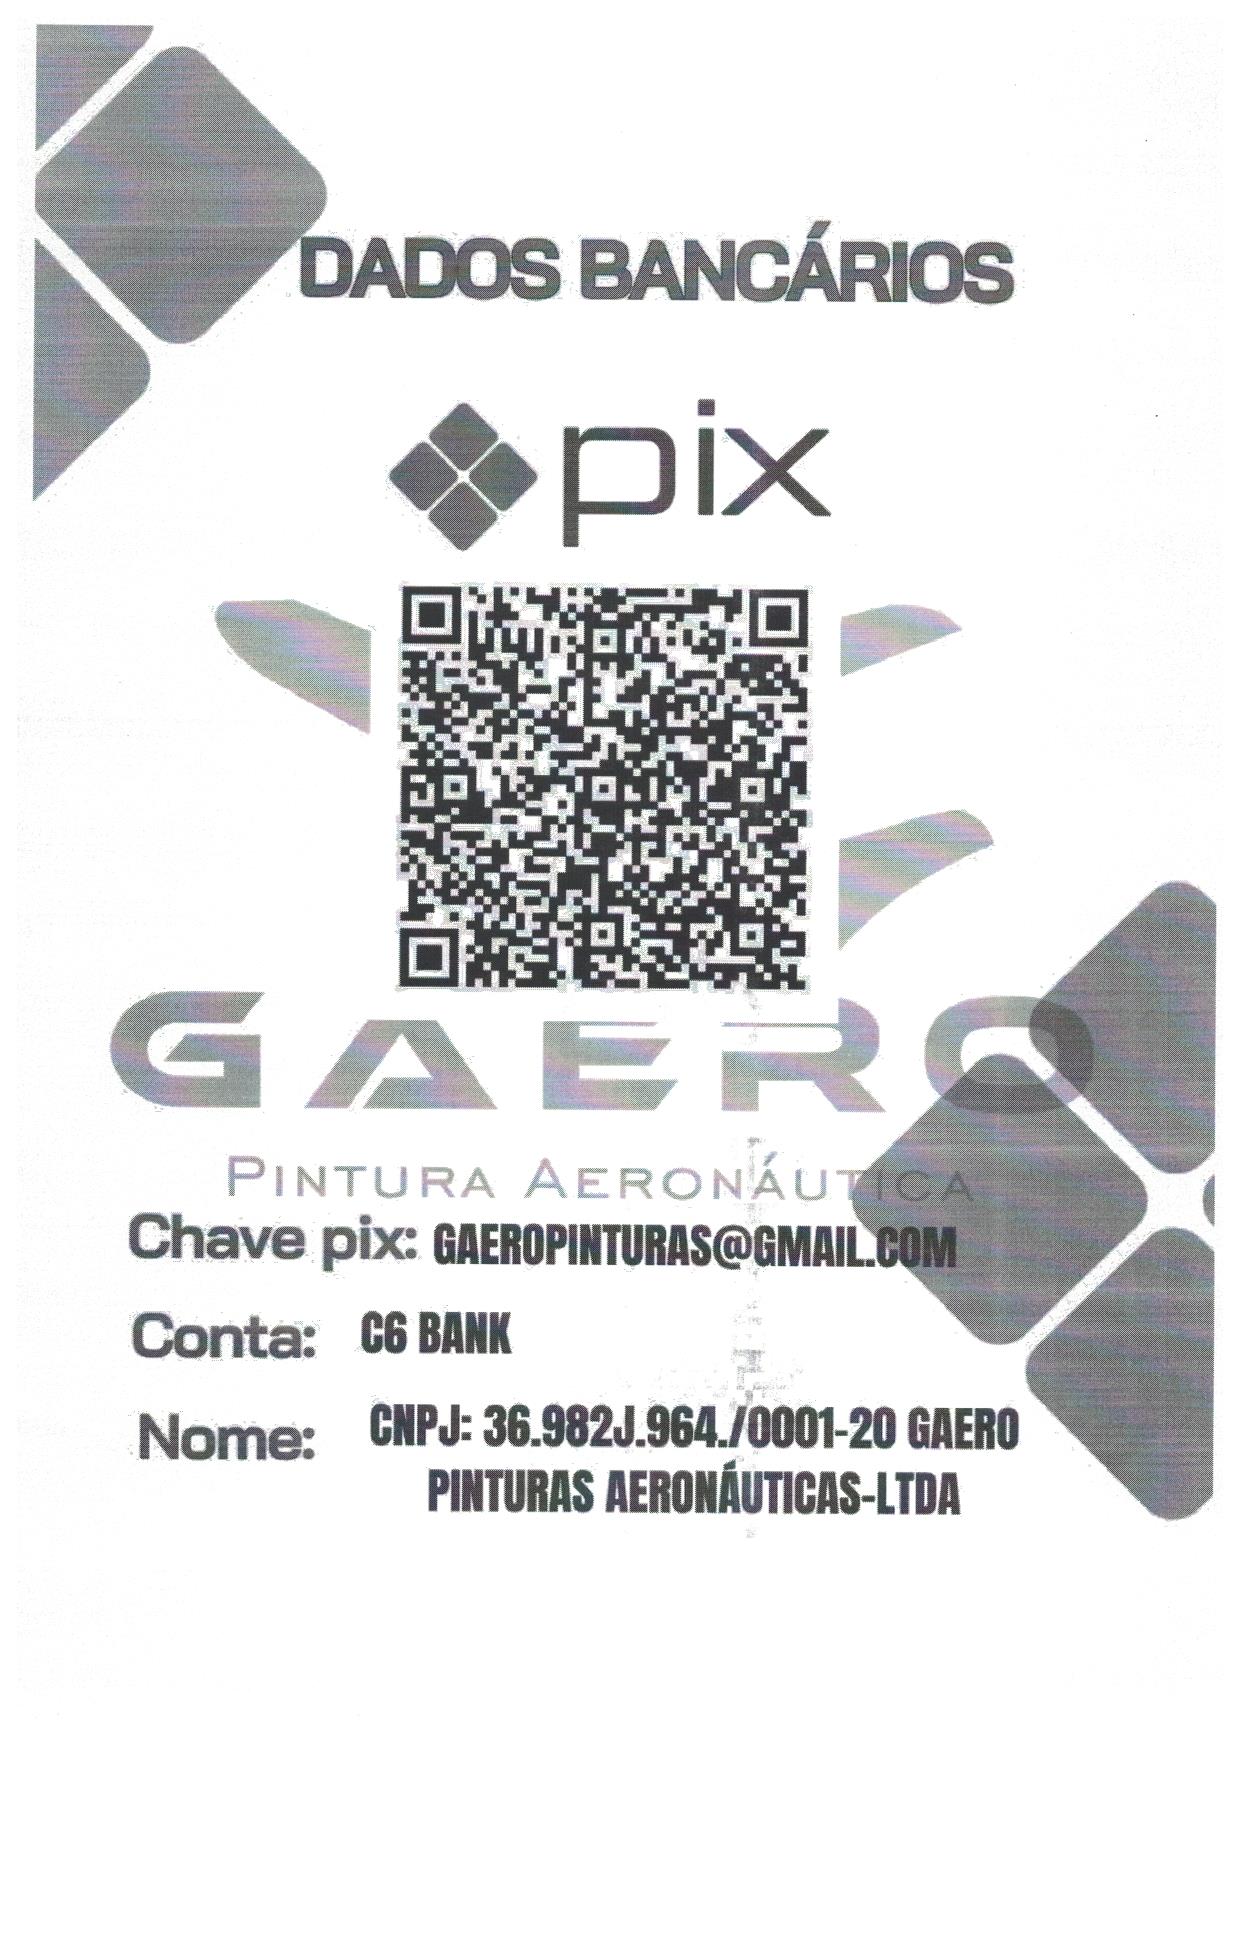 DADOS BANCÁRIOS
pix
GAERO
PINTURA AERONÁUTICA
Chave pix: GAEROPINTURAS@GMAIL.COM
Conta: C6 BANK
Nome: CNPJ: 36.982J.964./0001-20 GAERO
PINTURAS AERONÁUTICAS-LTDA